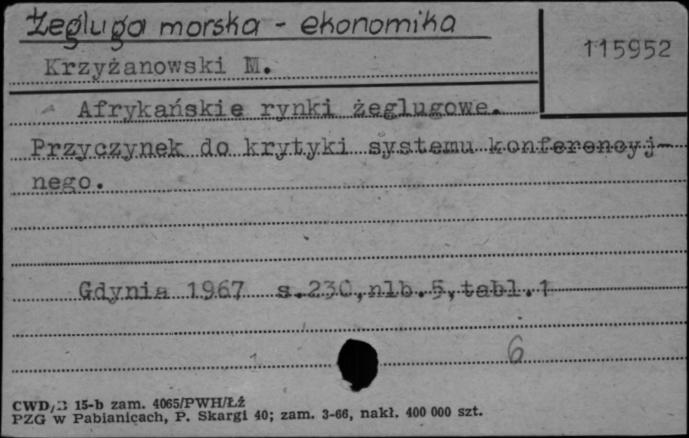 Żegluga morska - ekonomika
115952
Krzyżanowski M.
Afrykańskie rynki żeglugowe.
Przyczynek do krytyki systemu konferencyj-
nego.
Gdynia 1967 s.230,nlb.5,tabl.1
6
15-b zam. 4065/PWH/Łż
PZG w Pabianicach, P. Skargi 40; zam. 3-66, nakł. 400 000 szt.